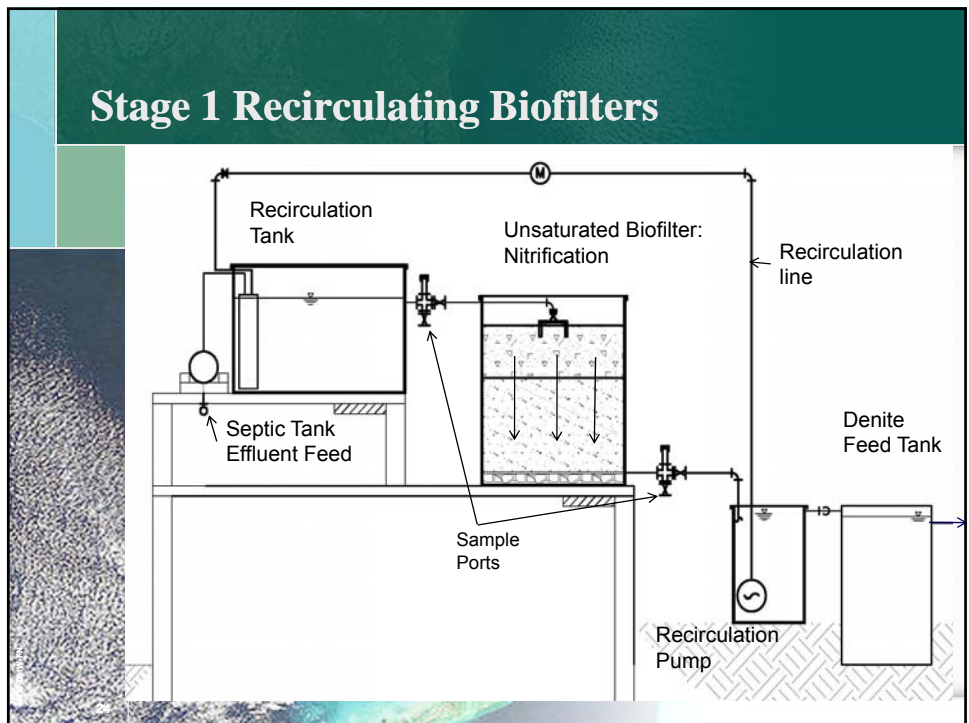 Stage 1 Recirculating Biofilters
M
Recirculation
Tank
Unsaturated Biofilter:
Nitrification
Recirculation
line
Septic Tank
Effluent Feed
Denite
Feed Tank
Sample
Ports
Recirculation
Pump
24